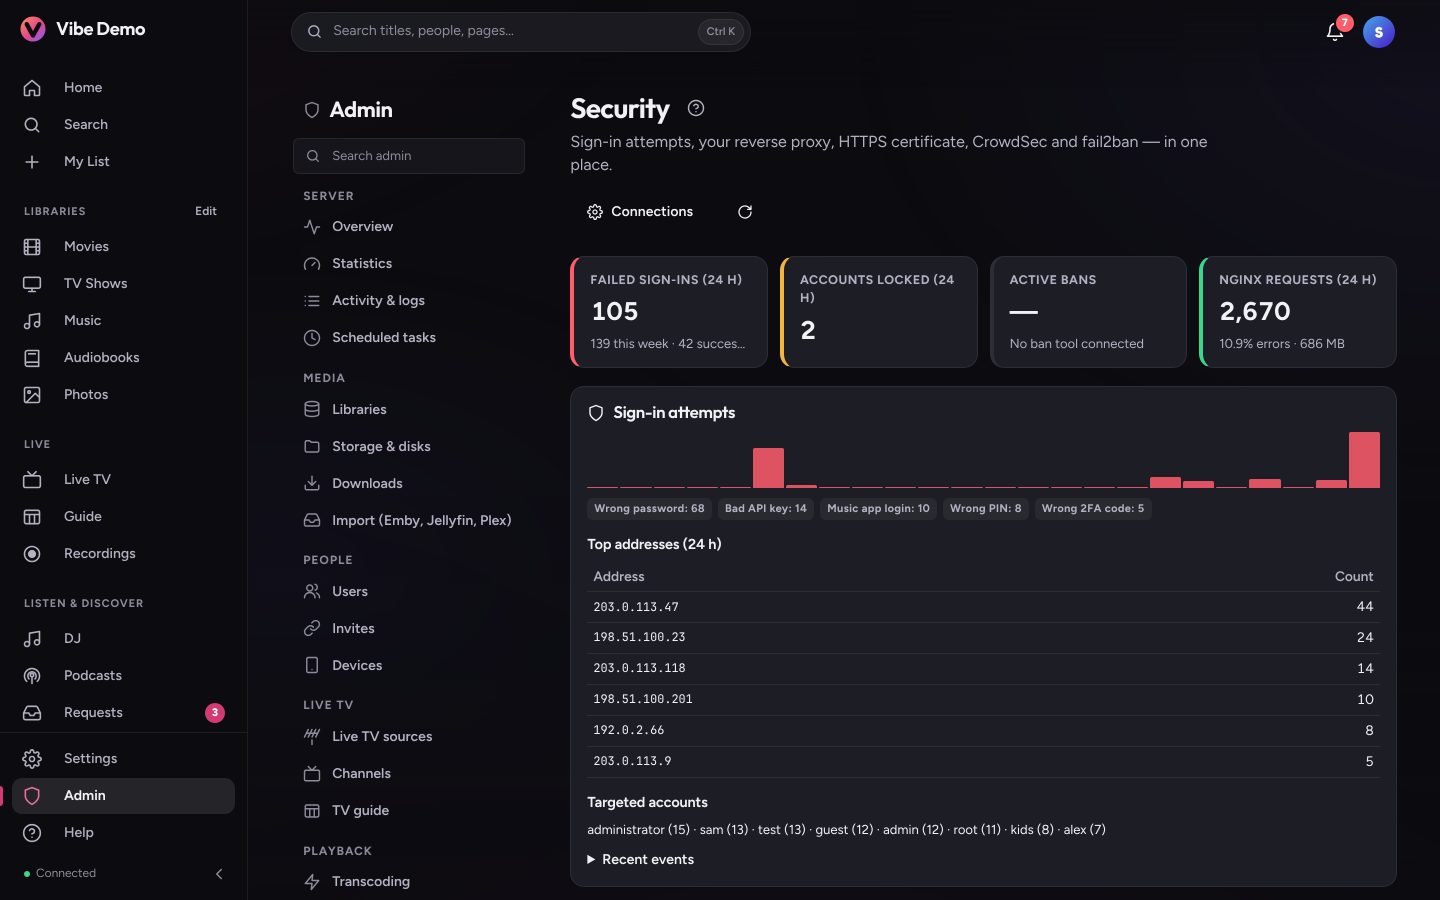 Vibe Demo
Search titles, people, pages...
Ctrl K
7
S
Home
Search
My List
LIBRARIES
Edit
Movies
TV Shows
Music
Audiobooks
Photos
LIVE
Live TV
Guide
Recordings
LISTEN & DISCOVER
DJ
Podcasts
Requests
3
Settings
Admin
Help
Connected
Admin
Search admin
SERVER
Overview
Statistics
Activity & logs
Scheduled tasks
MEDIA
Libraries
Storage & disks
Downloads
Import (Emby, Jellyfin, Plex)
PEOPLE
Users
Invites
Devices
LIVE TV
Live TV sources
Channels
TV guide
PLAYBACK
Transcoding
Security
Sign-in attempts, your reverse proxy, HTTPS certificate, CrowdSec and fail2ban — in one
place.
Connections
FAILED SIGN-INS (24 H)
105
139 this week · 42 succes...
ACCOUNTS LOCKED (24
H)
2
ACTIVE BANS
—
No ban tool connected
NGINX REQUESTS (24 H)
2,670
10.9% errors · 686 MB
Sign-in attempts
Wrong password: 68
Bad API key: 14
Music app login: 10
Wrong PIN: 8
Wrong 2FA code: 5
Top addresses (24 h)
Address Count
203.0.113.47 44
198.51.100.23 24
203.0.113.118 14
198.51.100.201 10
192.0.2.66 8
203.0.113.9 5
Targeted accounts
administrator (15) · sam (13) · test (13) · guest (12) · admin (12) · root (11) · kids (8) · alex (7)
Recent events